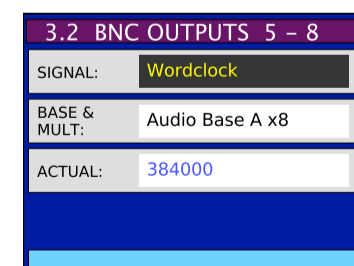 3.2 BNC OUTPUTS 5 – 8
SIGNAL: Wordclock
BASE &
MULT: Audio Base A x8
ACTUAL: 384000